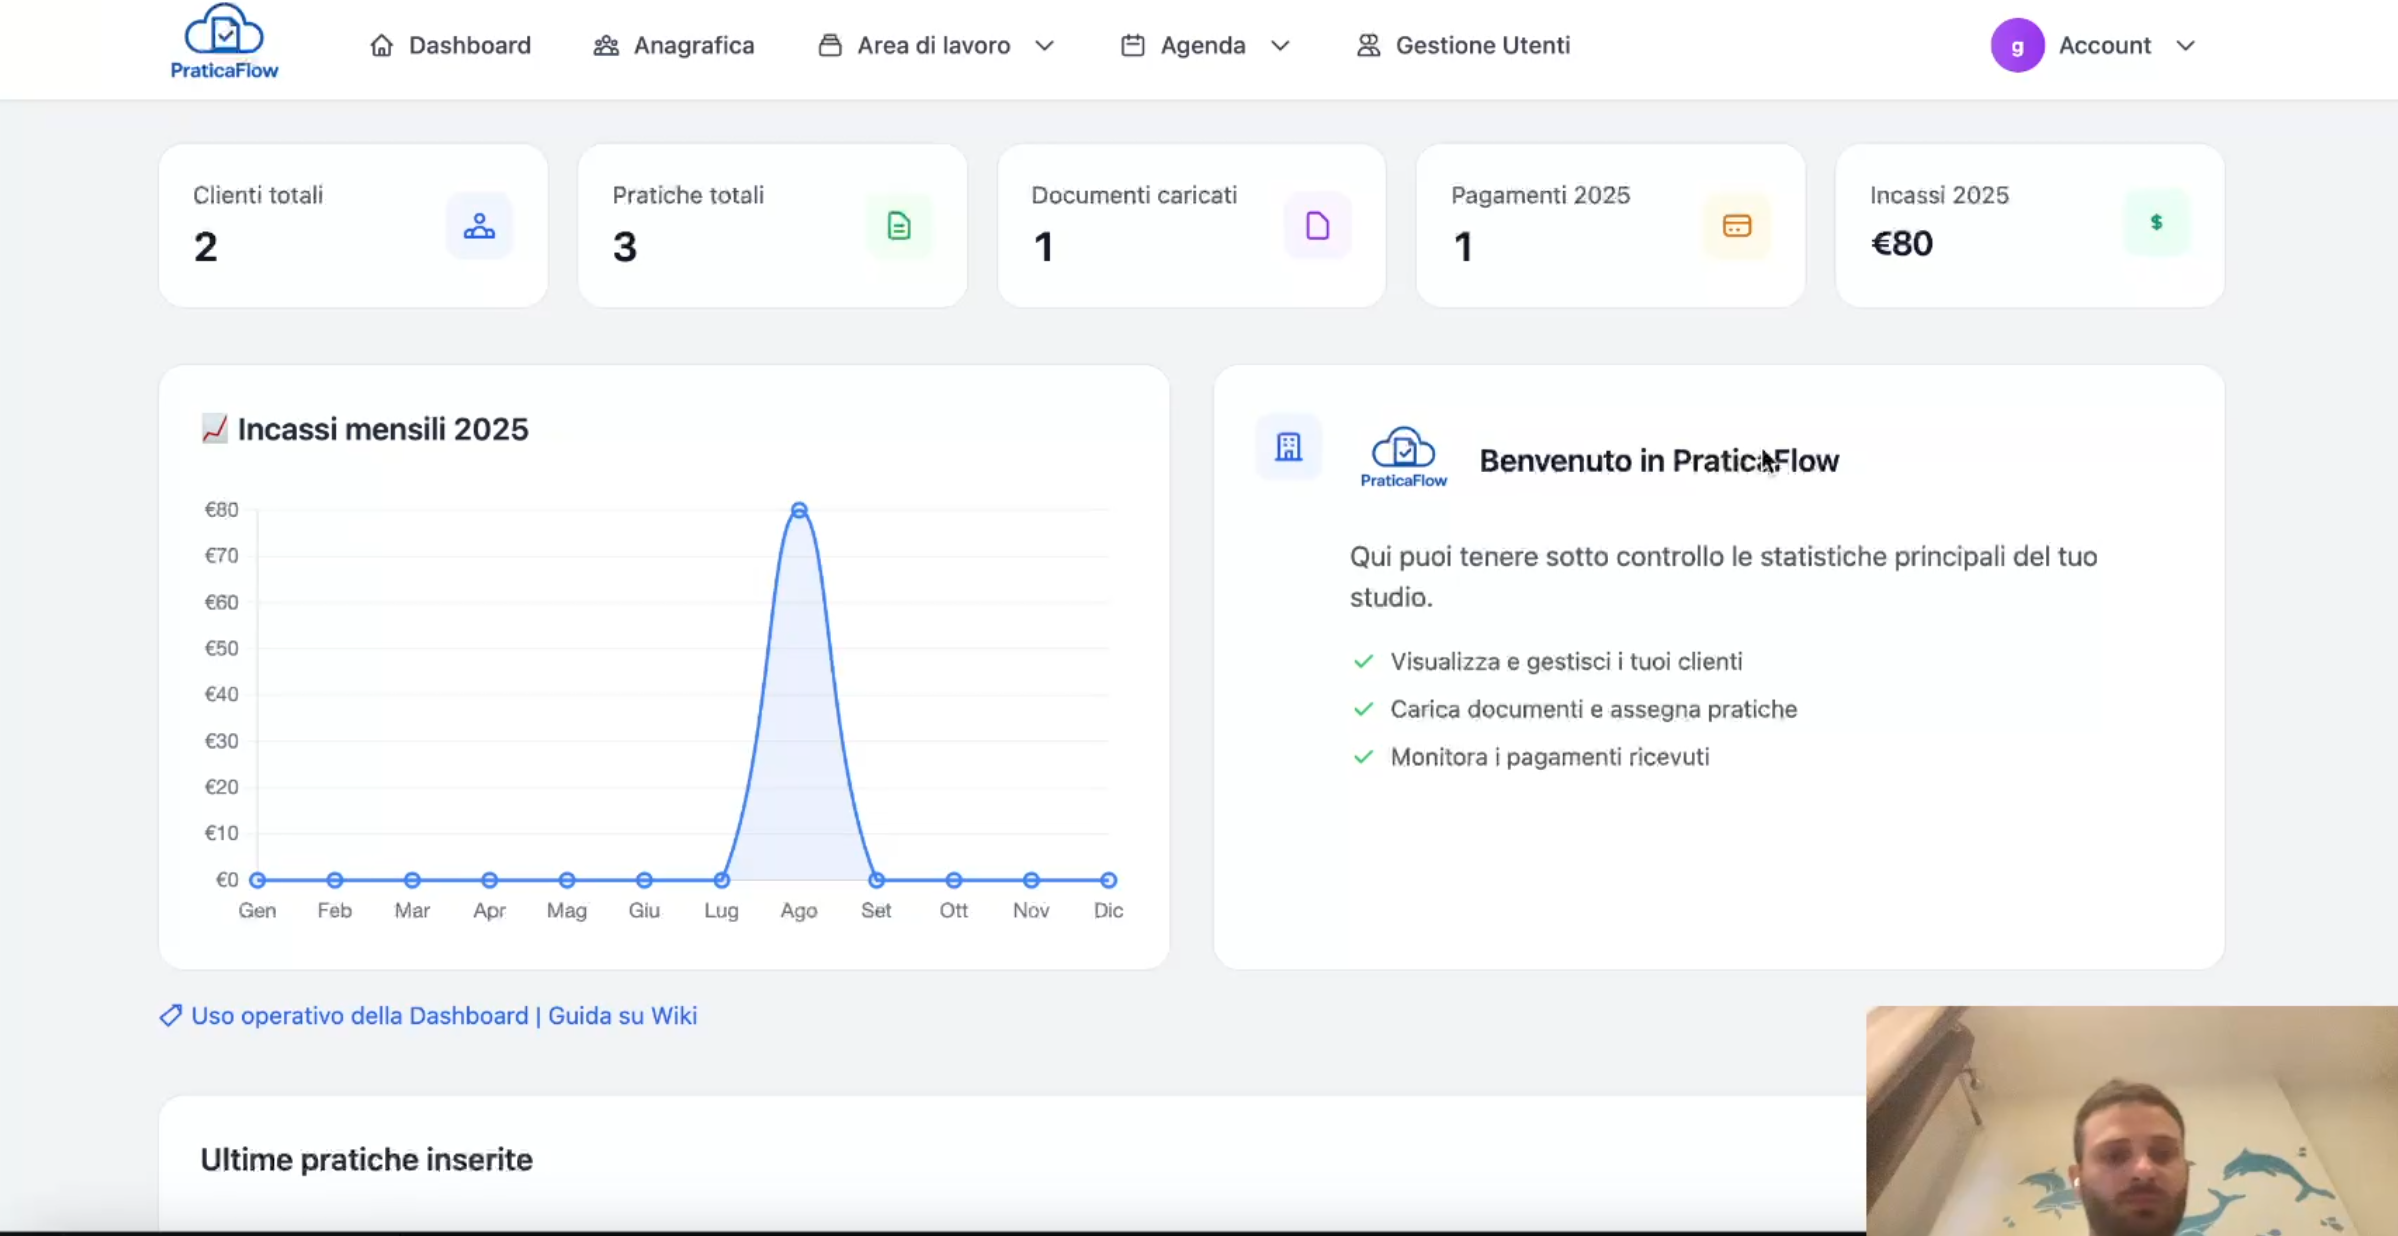 PraticaFlow
Dashboard
Anagrafica
Area di lavoro
Agenda
Gestione Utenti
g
Account
Clienti totali
2
Pratiche totali
3
Documenti caricati
1
Pagamenti 2025
1
Incassi 2025
€80
$
Incassi mensili 2025
€80
€70
€60
€50
€40
€30
€20
€10
€0
Gen Feb Mar Apr Mag Giu Lug Ago Set Ott Nov Dic
PraticaFlow
Benvenuto in PraticaFlow
Qui puoi tenere sotto controllo le statistiche principali del tuo
studio.
Visualizza e gestisci i tuoi clienti
Carica documenti e assegna pratiche
Monitora i pagamenti ricevuti
Uso operativo della Dashboard | Guida su Wiki
Ultime pratiche inserite